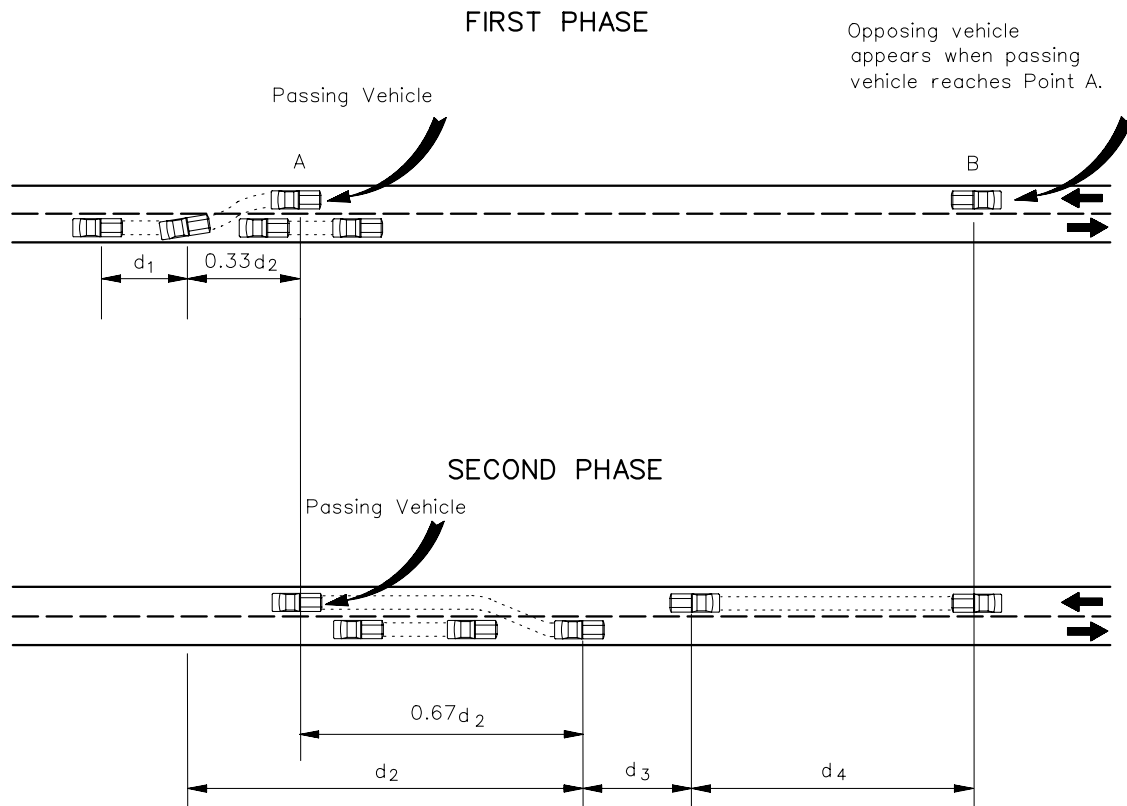 FIRST PHASE
Opposing vehicle
appears when passing
vehicle reaches Point A.
Passing Vehicle
A
B
d₁
0.33d₂
SECOND PHASE
Passing Vehicle
0.67d₂
d₂
d₃
d₄